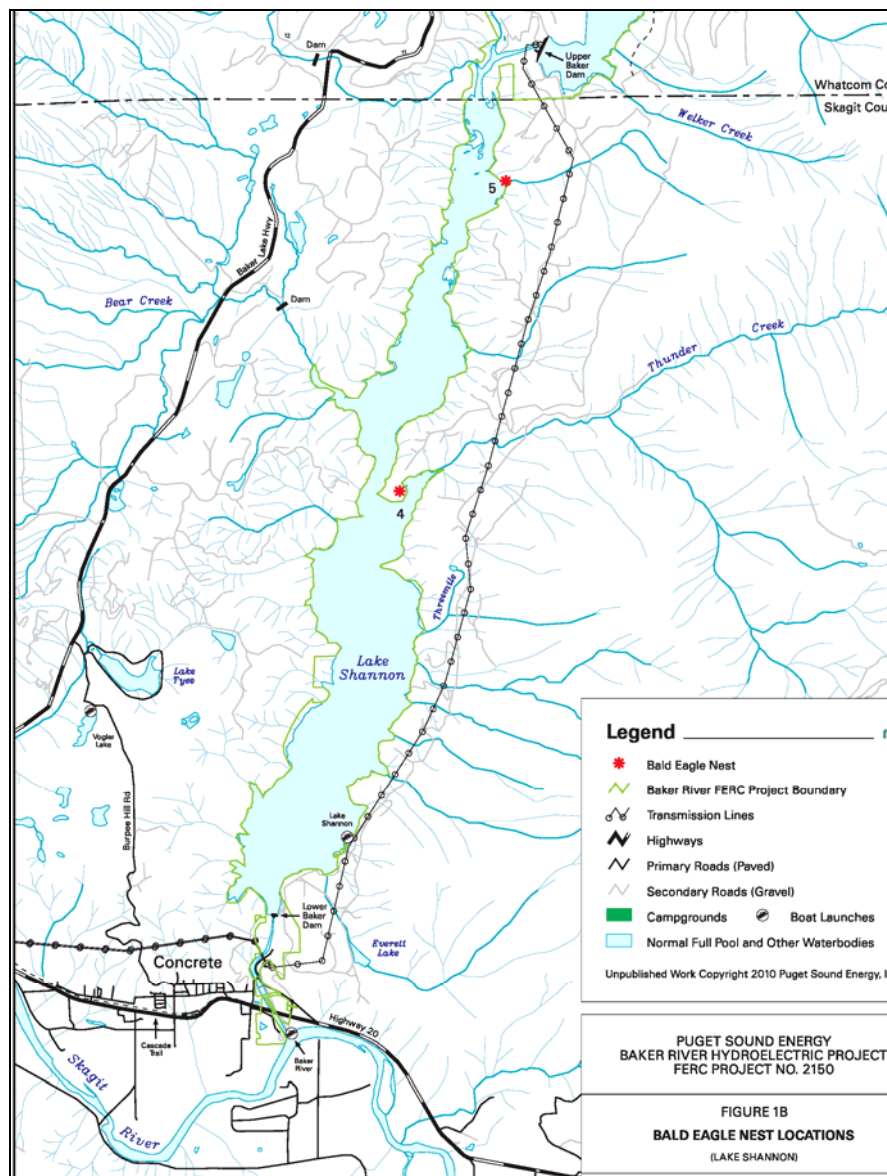 12
11
Dam
Upper
Baker
Dam
Whatcom Co
Skagit Cou
Welker Creek
5
Baker Lake Hwy
Bear Creek
Dam
Thunder Creek
4
Threemile
Lake
Tyee
Lake
Shannon
Vogler
Lake
Burpee Hill Rd
Lake
Shannon
Lower
Baker
Dam
Everett
Lake
Concrete
Highway 20
Cascade
Trail
Baker
River
Skagit
River
Legend
Bald Eagle Nest
Baker River FERC Project Boundary
Transmission Lines
Highways
Primary Roads (Paved)
Secondary Roads (Gravel)
Campgrounds
Boat Launches
Normal Full Pool and Other Waterbodies
Unpublished Work Copyright 2010 Puget Sound Energy, I
PUGET SOUND ENERGY
BAKER RIVER HYDROELECTRIC PROJECT
FERC PROJECT NO. 2150
FIGURE 1B
BALD EAGLE NEST LOCATIONS
(LAKE SHANNON)